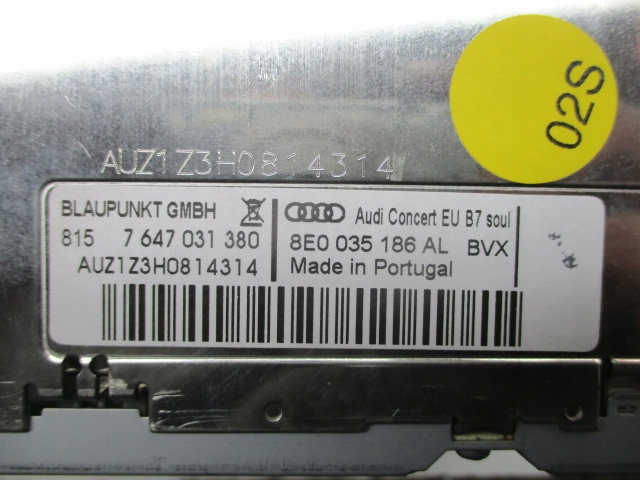 02S
AUZ1Z3H0814314
BLAUPUNKT GMBH
815 7 647 031 380
AUZ1Z3H0814314
Audi Concert EU B7 soul
8E0 035 186 AL BVX
Made in Portugal